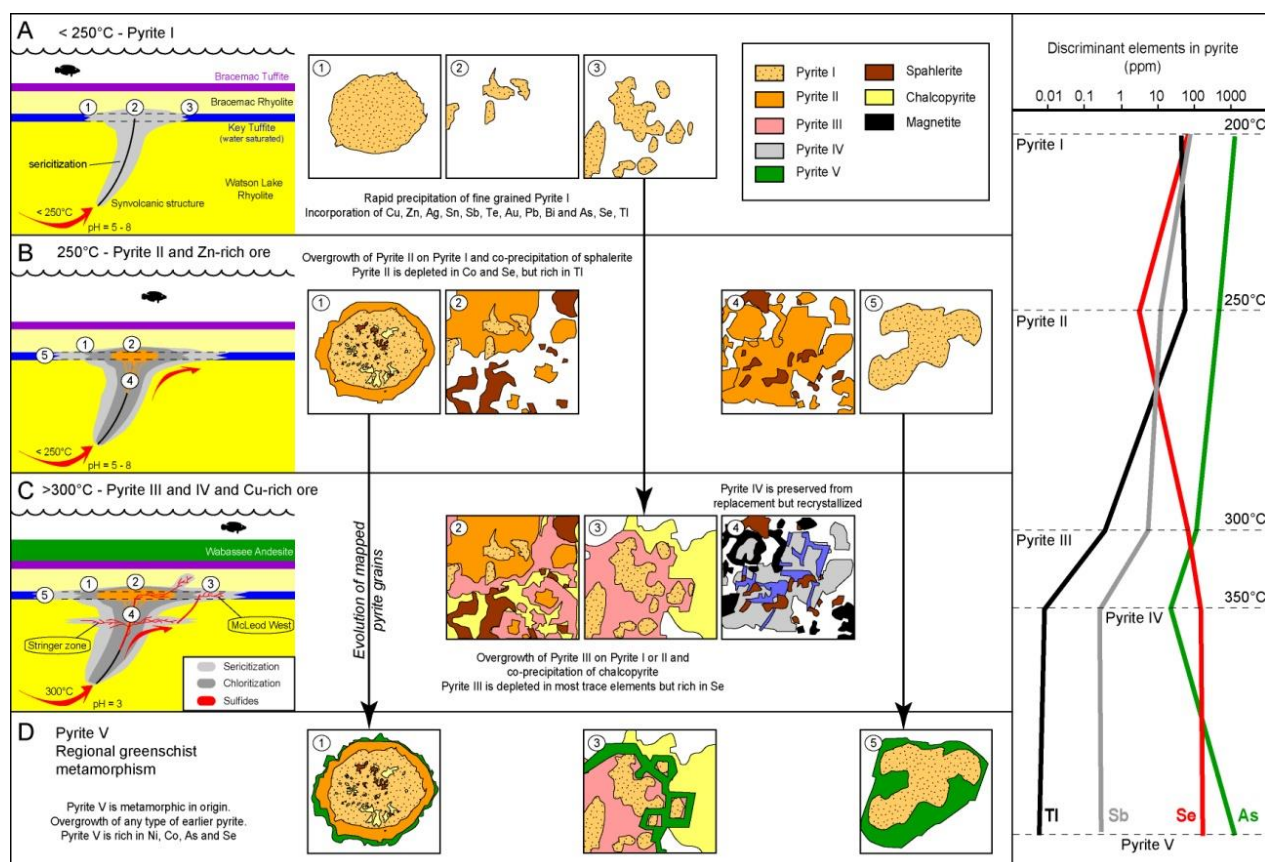 A
< 250°C - Pyrite I
Bracemac Tuffite
1
2
3
Bracemac Rhyolite
Key Tuffite
(water saturated)
sericitization
Watson Lake
Rhyolite
< 250°C
Synvolcanic structure
pH = 5 - 8
1
2
3
Rapid precipitation of fine grained Pyrite I
Incorporation of Cu, Zn, Ag, Sn, Sb, Te, Au, Pb, Bi and As, Se, Tl
Pyrite I
Pyrite II
Pyrite III
Pyrite IV
Pyrite V
Spahlerite
Chalcopyrite
Magnetite
B
250°C - Pyrite II and Zn-rich ore
5
1
2
4
< 250°C
pH = 5 - 8
Overgrowth of Pyrite II on Pyrite I and co-precipitation of sphalerite
Pyrite II is depleted in Co and Se, but rich in Tl
1
2
4
5
C
>300°C - Pyrite III and IV and Cu-rich ore
Wabassee Andesite
5
1
2
3
4
McLeod West
Stringer zone
300°C
pH = 3
Sericitization
Chloritization
Sulfides
Evolution of mapped
pyrite grains
Pyrite IV is preserved from
replacement but recrystallized
2
3
4
Overgrowth of Pyrite III on Pyrite I or II and
co-precipitation of chalcopyrite
Pyrite III is depleted in most trace elements but rich in Se
D
Pyrite V
Regional greenschist
metamorphism
Pyrite V is metamorphic in origin.
Overgrowth of any type of earlier pyrite.
Pyrite V is rich in Ni, Co, As and Se
1
3
5
Discriminant elements in pyrite
(ppm)
0.01 0.1 1 10 100 1000
200°C
Pyrite I
250°C
Pyrite II
300°C
Pyrite III
350°C
Pyrite IV
Tl Sb Se As
Pyrite V